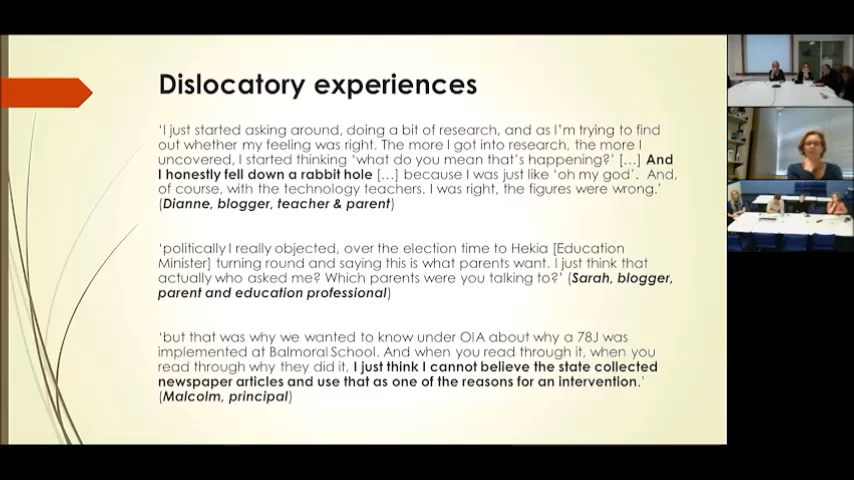 Dislocatory experiences
‘I just started asking around, doing a bit of research, and as I’m trying to find
out whether my feeling was right. The more I got into research, the more I
uncovered, I started thinking ‘what do you mean that’s happening?’ […] And
I honestly fell down a rabbit hole […] because I was just like ‘oh my god’. And,
of course, with the technology teachers. I was right, the figures were wrong.’
(Dianne, blogger, teacher & parent)
‘politically I really objected, over the election time to Hekia [Education
Minister] turning round and saying this is what parents want. I just think that
actually who asked me? Which parents were you talking to?’ (Sarah, blogger,
parent and education professional)
‘but that was why we wanted to know under OIA about why a 78J was
implemented at Balmoral School. And when you read through it, when you
read through why they did it, I just think I cannot believe the state collected
newspaper articles and use that as one of the reasons for an intervention.’
(Malcolm, principal)